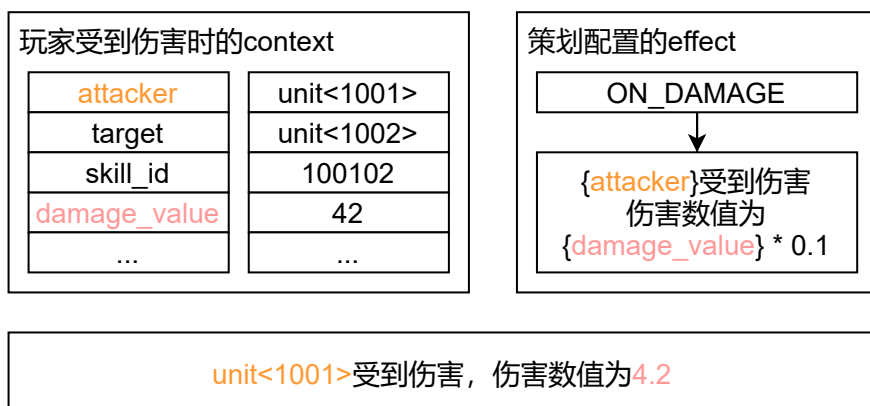 玩家受到伤害时的context
attacker unit<1001>
target unit<1002>
skill_id 100102
damage_value 42
... ...
策划配置的effect
ON_DAMAGE
{attacker}受到伤害
伤害数值为
{damage_value} * 0.1
unit<1001>受到伤害，伤害数值为4.2